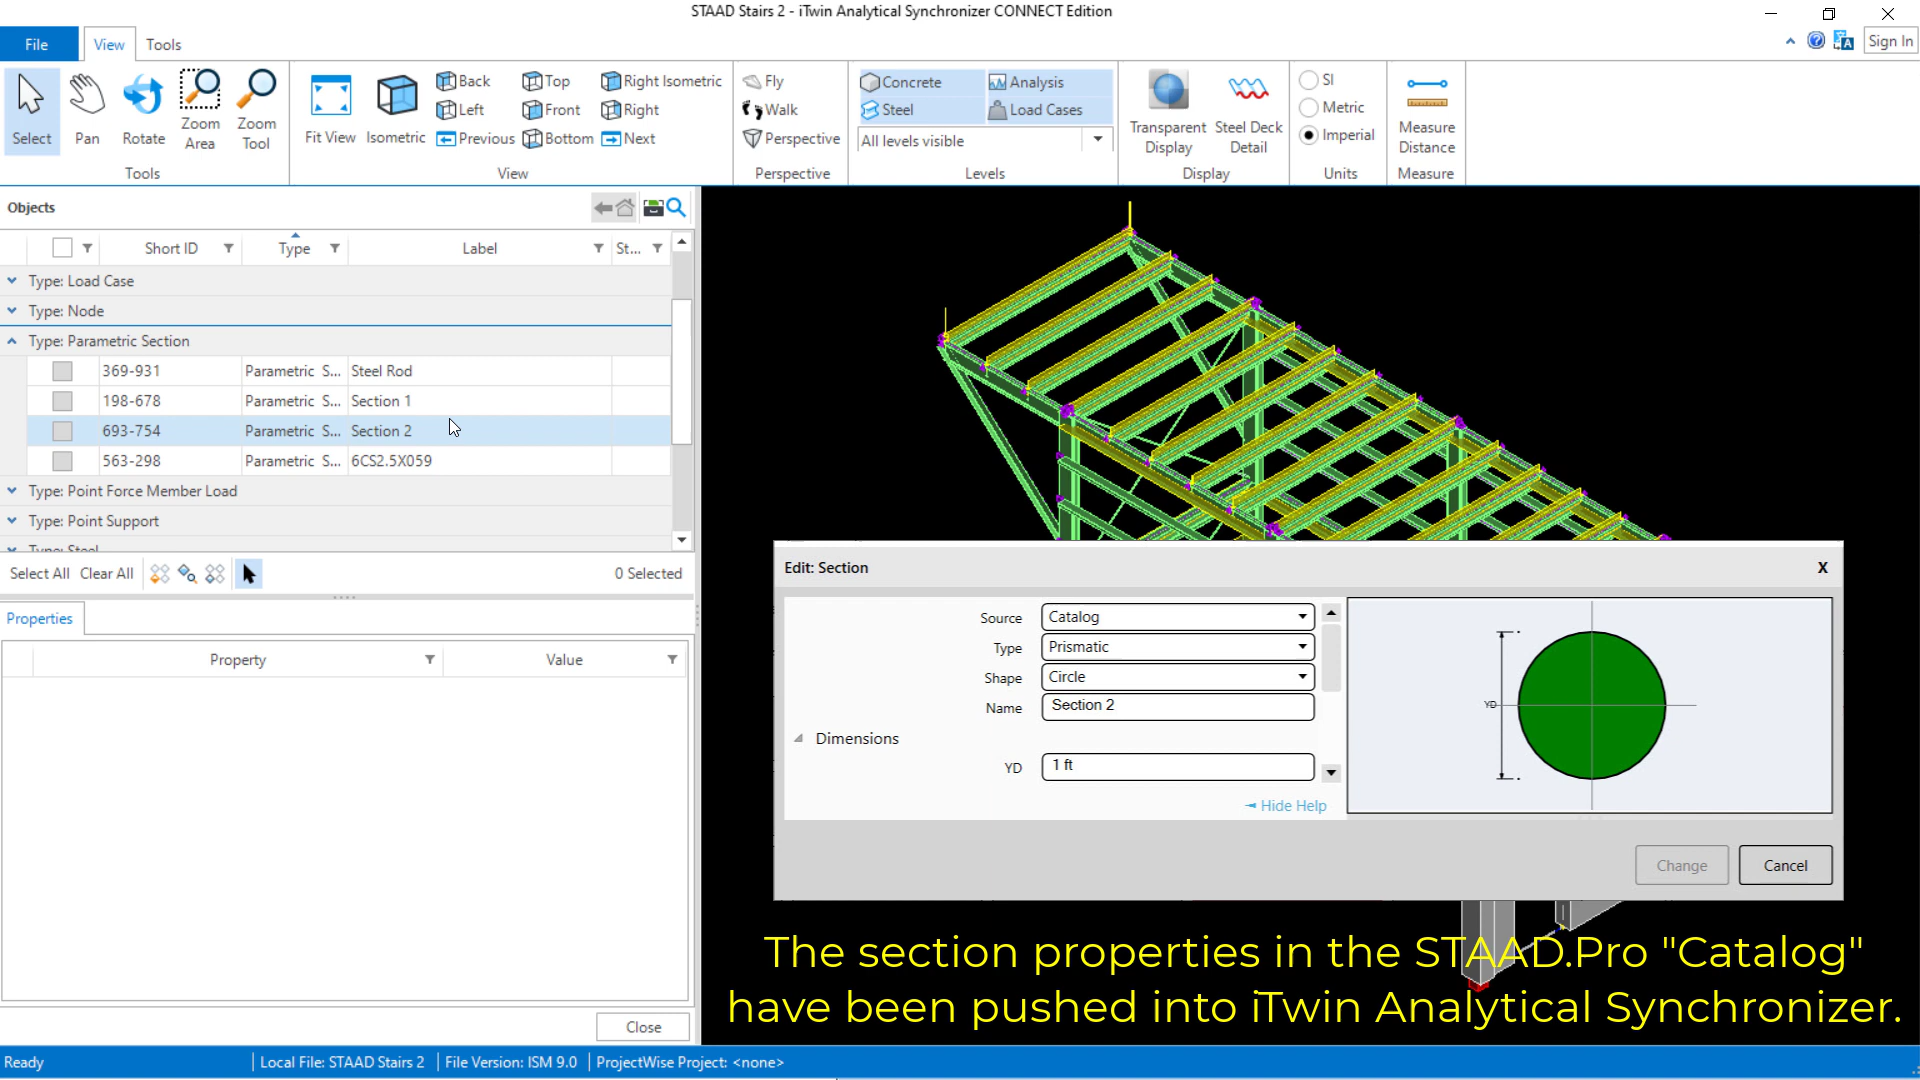 STAAD Stairs 2 - iTwin Analytical Synchronizer CONNECT Edition
File
View
Tools
Sign In
Select
Pan
Rotate
Zoom
Area
Zoom
Tool
Tools
Fit View
Isometric
Back
Left
Previous
Top
Front
Bottom
Right Isometric
Right
Next
View
Fly
Walk
Perspective
Perspective
Concrete
Analysis
Steel
Load Cases
All levels visible
Levels
Transparent
Display
Steel Deck
Detail
Display
SI
Metric
Imperial
Units
Measure
Distance
Measure
Objects
Short ID
Type
Label
St...
Type: Load Case
Type: Node
Type: Parametric Section
369-931 Parametric S... Steel Rod
198-678 Parametric S... Section 1
693-754 Parametric S... Section 2
563-298 Parametric S... 6CS2.5X059
Type: Point Force Member Load
Type: Point Support
Type: Steel
Select All Clear All 0 Selected
Properties
Property Value
Close
Edit: Section
X
Source Catalog
Type Prismatic
Shape Circle
Name Section 2
Dimensions
YD 1 ft
Hide Help
YD
Change
Cancel
The section properties in the STAAD.Pro "Catalog"
have been pushed into iTwin Analytical Synchronizer.
Ready
Local File: STAAD Stairs 2
File Version: ISM 9.0
ProjectWise Project: <none>